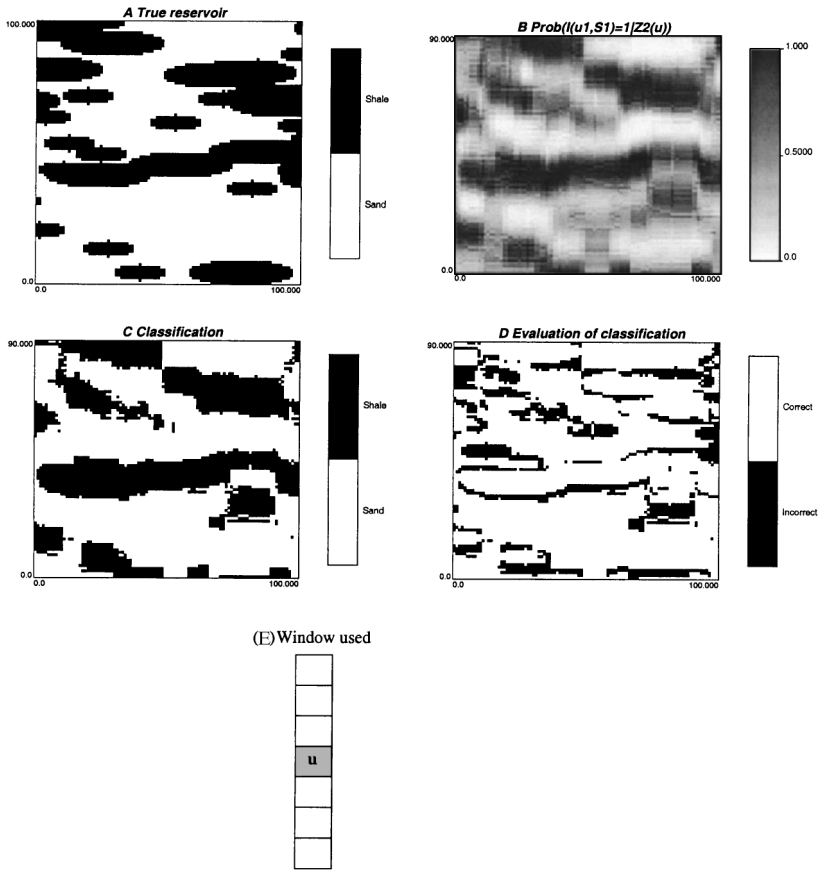 A True reservoir
100.000
0.0
0.0
100.000
Shale
Sand
B Prob(I(u1,S1)=1|Z2(u))
90.000
0.0
0.0
100.000
1.000
0.5000
0.0
C Classification
90.000
0.0
0.0
100.000
Shale
Sand
D Evaluation of classification
90.000
0.0
0.0
100.000
Correct
Incorrect
(E) Window used
u